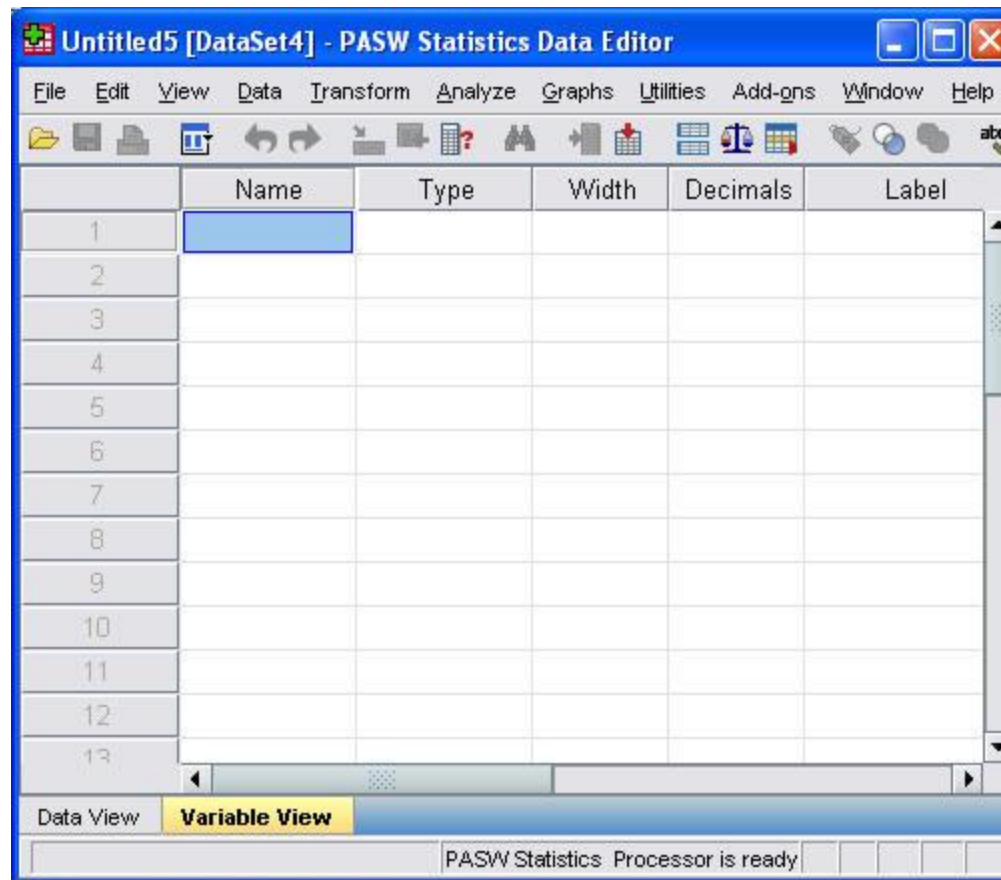 Untitled5 [DataSet4] - PASW Statistics Data Editor
File Edit View Data Transform Analyze Graphs Utilities Add-ons Window Help
abc
Name Type Width Decimals Label
1
2
3
4
5
6
7
8
9
10
11
12
13
Data View Variable View
PASW Statistics Processor is ready